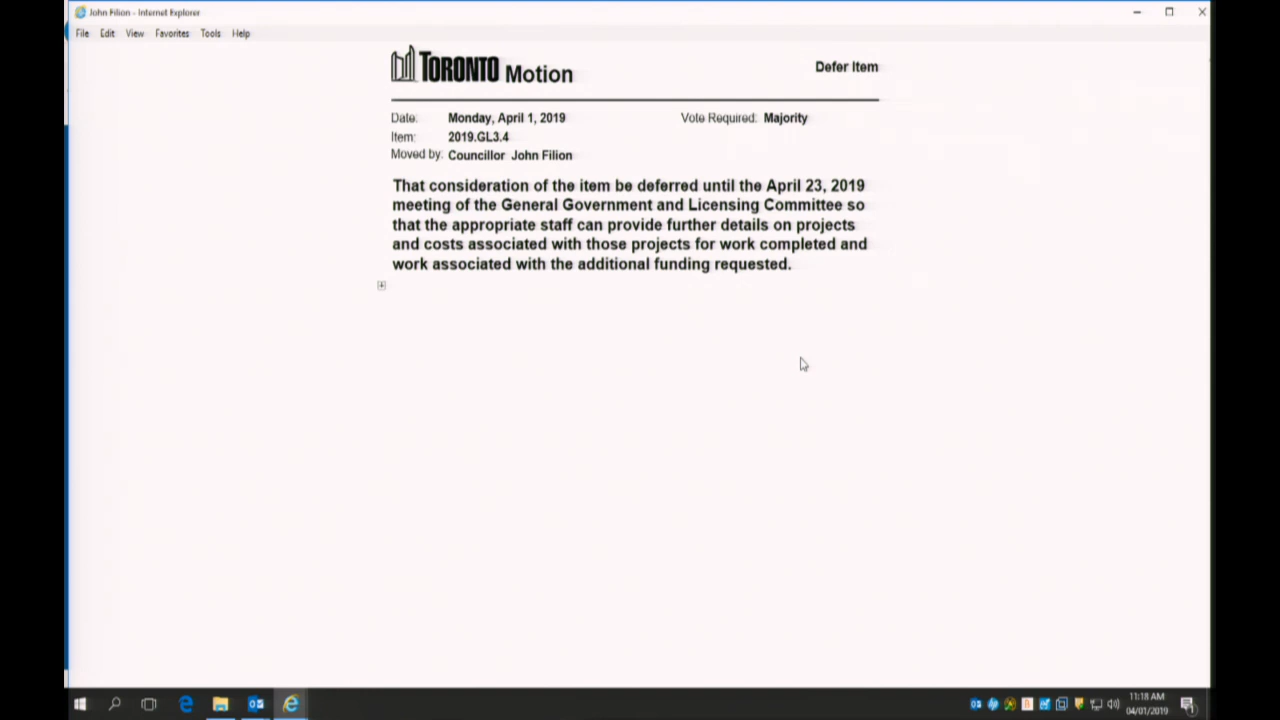 John Filion - Internet Explorer
File Edit View Favorites Tools Help
TORONTO Motion
Defer Item
Date: Monday, April 1, 2019
Vote Required: Majority
Item: 2019.GL3.4
Moved by: Councillor John Filion
That consideration of the item be deferred until the April 23, 2019
meeting of the General Government and Licensing Committee so
that the appropriate staff can provide further details on projects
and costs associated with those projects for work completed and
work associated with the additional funding requested.
11:18 AM
04/01/2019